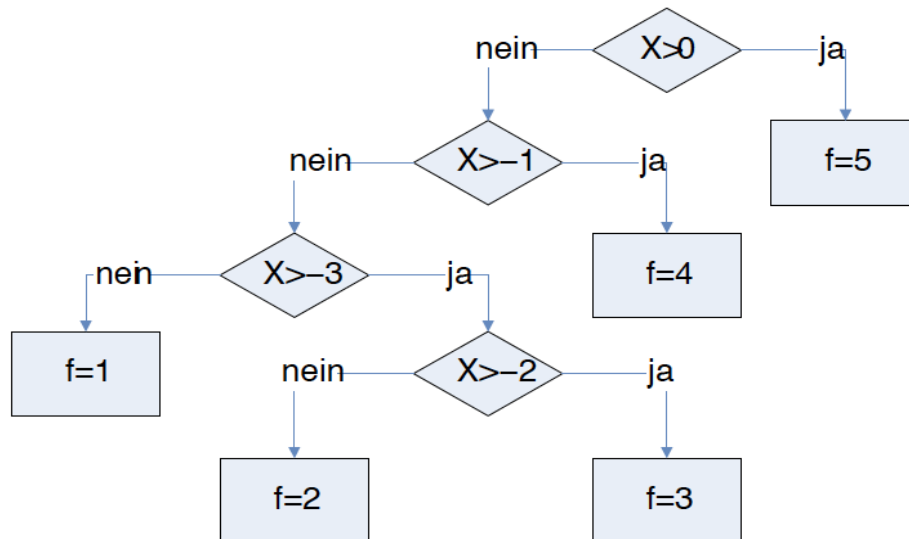 nein X>0 ja
nein X>−1 ja f=5
nein X>−3 ja f=4
f=1 nein X>−2 ja
f=2 f=3